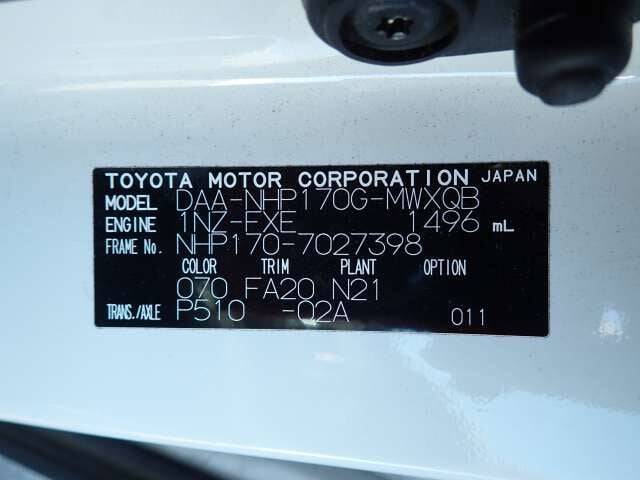 TOYOTA MOTOR CORPORATION JAPAN
MODEL DAA-NHP170G-MWXQB
ENGINE 1NZ-EXE 1496 mL
FRAME No. NHP170-7027398
COLOR TRIM PLANT OPTION
070 FA20 N21
TRANS./AXLE P510 -02A 011